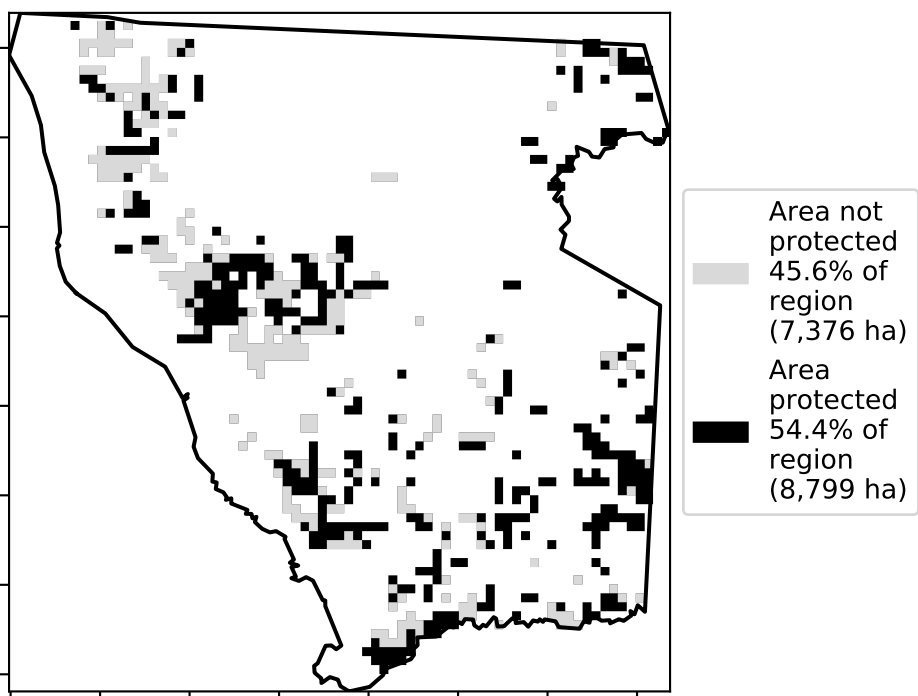 Area not
protected
45.6% of
region
(7,376 ha)
Area
protected
54.4% of
region
(8,799 ha)